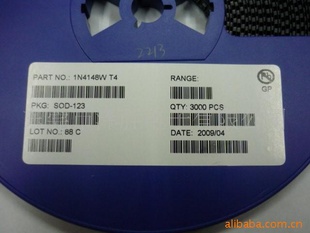 2213
PART NO.: 1N4148W T4
RANGE:
GP
PKG: SOD-123
QTY: 3000 PCS
LOT NO.: 88 C
DATE: 2009/04
alibaba.com.cn